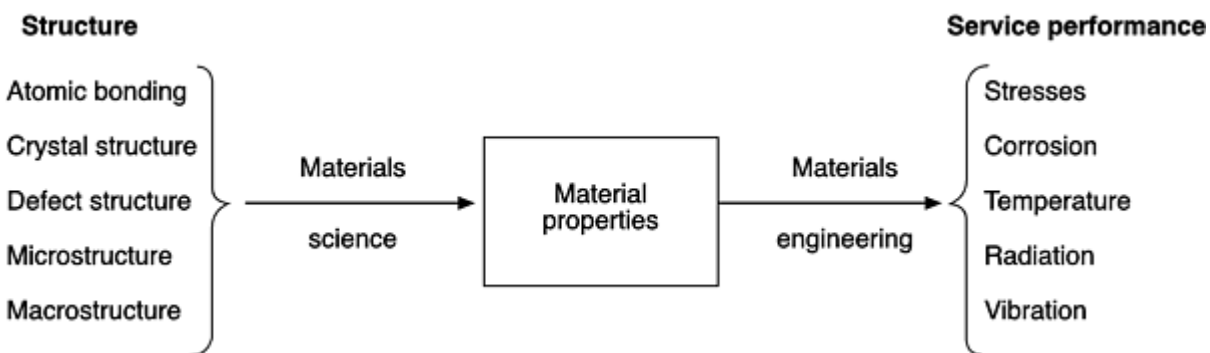 Structure
Atomic bonding
Crystal structure
Defect structure
Microstructure
Macrostructure
Materials
science
Material
properties
Materials
engineering
Service performance
Stresses
Corrosion
Temperature
Radiation
Vibration